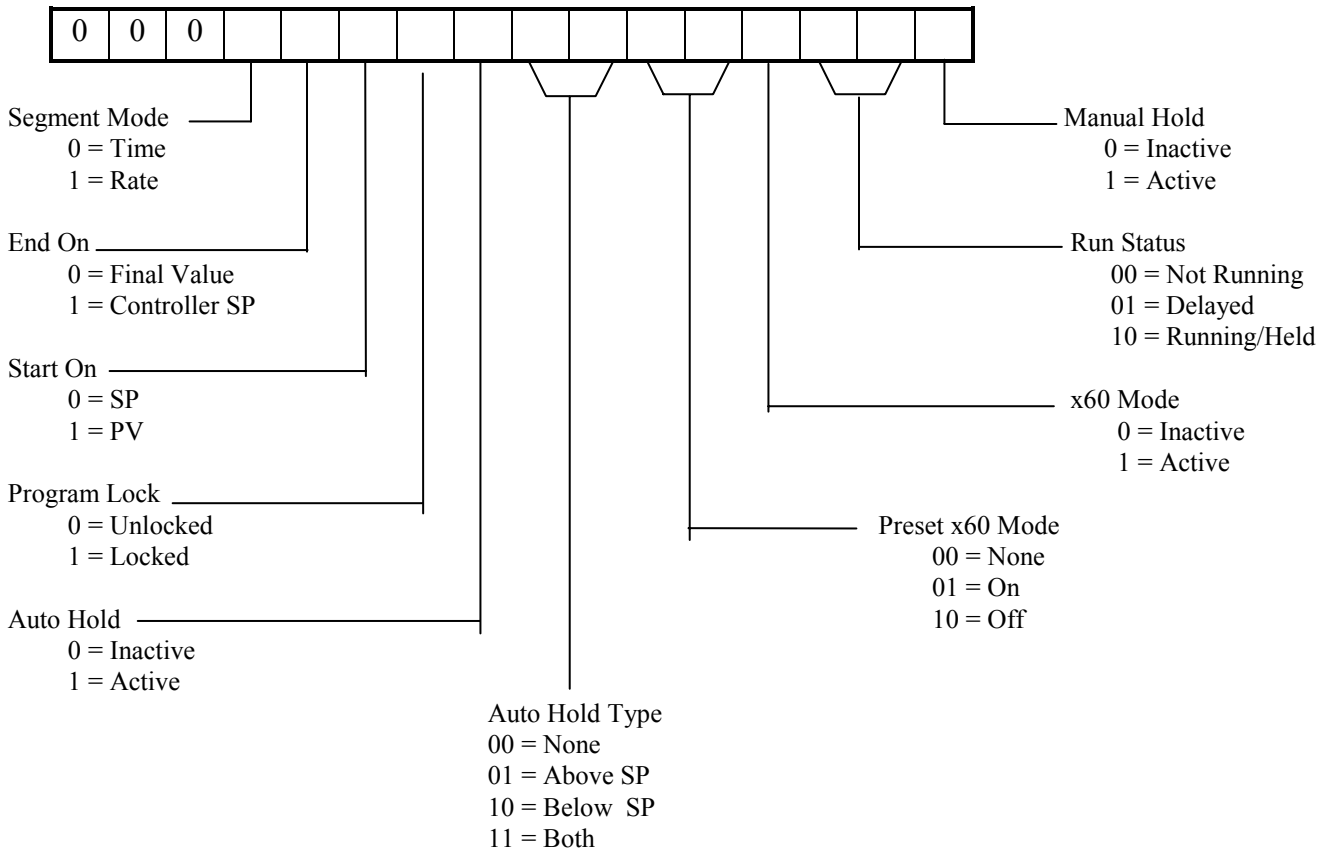 0 0 0
Segment Mode
0 = Time
1 = Rate
End On
0 = Final Value
1 = Controller SP
Start On
0 = SP
1 = PV
Program Lock
0 = Unlocked
1 = Locked
Auto Hold
0 = Inactive
1 = Active
Auto Hold Type
00 = None
01 = Above SP
10 = Below SP
11 = Both
Preset x60 Mode
00 = None
01 = On
10 = Off
x60 Mode
0 = Inactive
1 = Active
Run Status
00 = Not Running
01 = Delayed
10 = Running/Held
Manual Hold
0 = Inactive
1 = Active